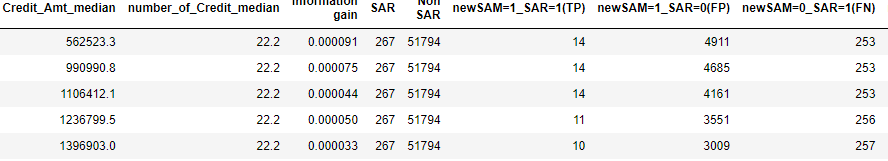 Credit_Amt_median number_of_Credit_median information gain SAR Non SAR newSAM=1_SAR=1(TP) newSAM=1_SAR=0(FP) newSAM=0_SAR=1(FN)
562523.3 22.2 0.000091 267 51794 14 4911 253
990990.8 22.2 0.000075 267 51794 14 4685 253
1106412.1 22.2 0.000044 267 51794 14 4161 253
1236799.5 22.2 0.000050 267 51794 11 3551 256
1396903.0 22.2 0.000033 267 51794 10 3009 257